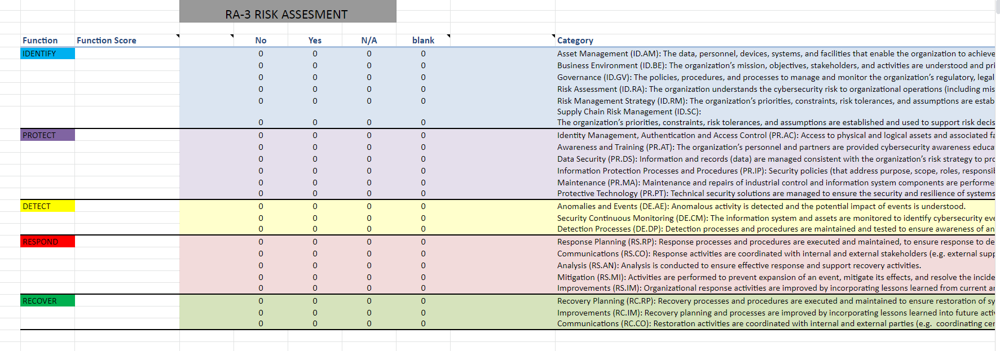 RA-3 RISK ASSESMENT
Function Function Score No Yes N/A blank Category
IDENTIFY 0 0 0 0 Asset Management (ID.AM): The data, personnel, devices, systems, and facilities that enable the organization to achieve
0 0 0 0 Business Environment (ID.BE): The organization’s mission, objectives, stakeholders, and activities are understood and pri
0 0 0 0 Governance (ID.GV): The policies, procedures, and processes to manage and monitor the organization’s regulatory, legal
0 0 0 0 Risk Assessment (ID.RA): The organization understands the cybersecurity risk to organizational operations (including mis
0 0 0 0 Risk Management Strategy (ID.RM): The organization’s priorities, constraints, risk tolerances, and assumptions are estab
Supply Chain Risk Management (ID.SC):
0 0 0 0 The organization’s priorities, constraints, risk tolerances, and assumptions are established and used to support risk decis
PROTECT 0 0 0 0 Identity Management, Authentication and Access Control (PR.AC): Access to physical and logical assets and associated fa
0 0 0 0 Awareness and Training (PR.AT): The organization’s personnel and partners are provided cybersecurity awareness educa
0 0 0 0 Data Security (PR.DS): Information and records (data) are managed consistent with the organization’s risk strategy to pro
0 0 0 0 Information Protection Processes and Procedures (PR.IP): Security policies (that address purpose, scope, roles, responsi
0 0 0 0 Maintenance (PR.MA): Maintenance and repairs of industrial control and information system components are performe
0 0 0 0 Protective Technology (PR.PT): Technical security solutions are managed to ensure the security and resilience of systems
DETECT 0 0 0 0 Anomalies and Events (DE.AE): Anomalous activity is detected and the potential impact of events is understood.
0 0 0 0 Security Continuous Monitoring (DE.CM): The information system and assets are monitored to identify cybersecurity eve
0 0 0 0 Detection Processes (DE.DP): Detection processes and procedures are maintained and tested to ensure awareness of an
RESPOND 0 0 0 0 Response Planning (RS.RP): Response processes and procedures are executed and maintained, to ensure response to de
0 0 0 0 Communications (RS.CO): Response activities are coordinated with internal and external stakeholders (e.g. external supp
0 0 0 0 Analysis (RS.AN): Analysis is conducted to ensure effective response and support recovery activities.
0 0 0 0 Mitigation (RS.MI): Activities are performed to prevent expansion of an event, mitigate its effects, and resolve the incide
0 0 0 0 Improvements (RS.IM): Organizational response activities are improved by incorporating lessons learned from current an
RECOVER 0 0 0 0 Recovery Planning (RC.RP): Recovery processes and procedures are executed and maintained to ensure restoration of sy
0 0 0 0 Improvements (RC.IM): Recovery planning and processes are improved by incorporating lessons learned into future activ
0 0 0 0 Communications (RC.CO): Restoration activities are coordinated with internal and external parties (e.g.  coordinating cen